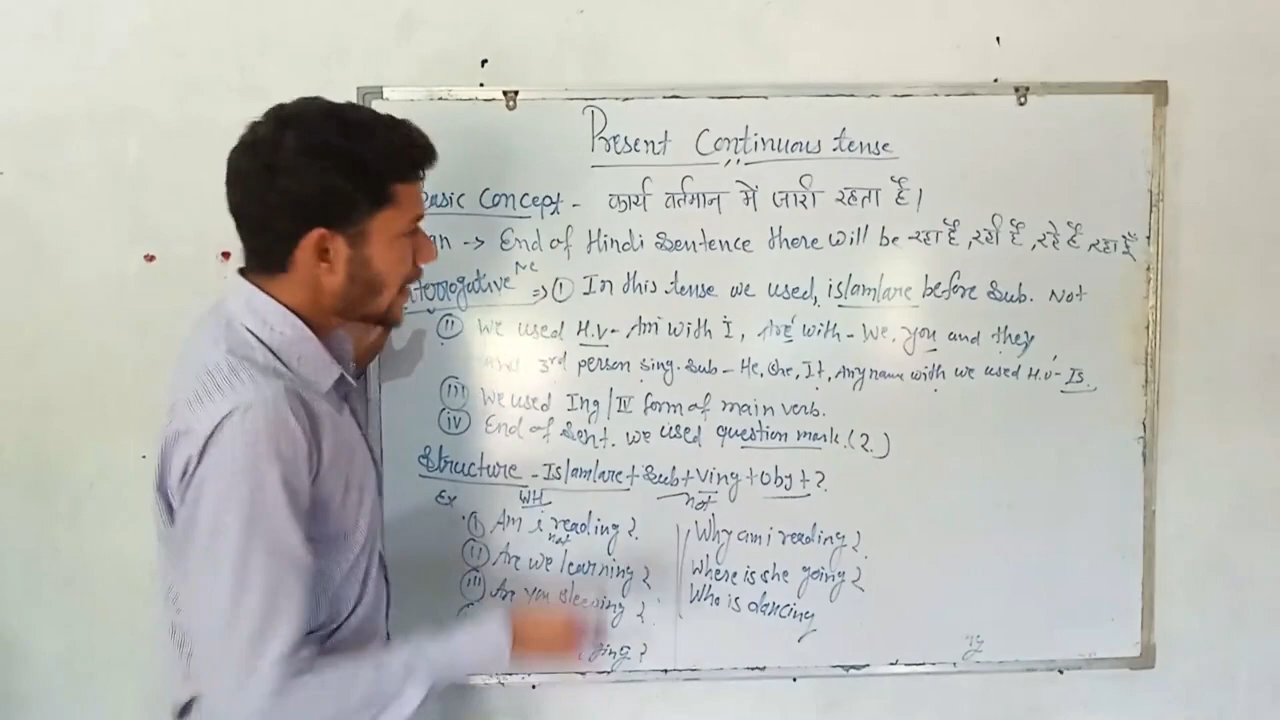 Present Continuous tense
Basic Concept - कार्य वर्तमान में जारी रहता है।
-> End of Hindi Sentence there will be रहा है, रही है, रहे हैं, रहा हूँ
Interrogative Ne => (i) In this tense we used, is/am/are before Sub. Not
(ii) We used H.V - Am with I, Are with - We, you and they
and 3rd person sing. sub - He, She, It, Any name with we used H.V - Is.
(iii) We used Ing/IV form of main verb.
(iv) End of Sent. we used question mark. (?)
Structure - Is/am/are + Sub + Ving + Obj + ?
Ex WH not
(i) Am i reading ?
not
(ii) Are we learning ?
(iii) Are you sleeping ?
Why am i reading ?
Where is she going ?
Who is dancing